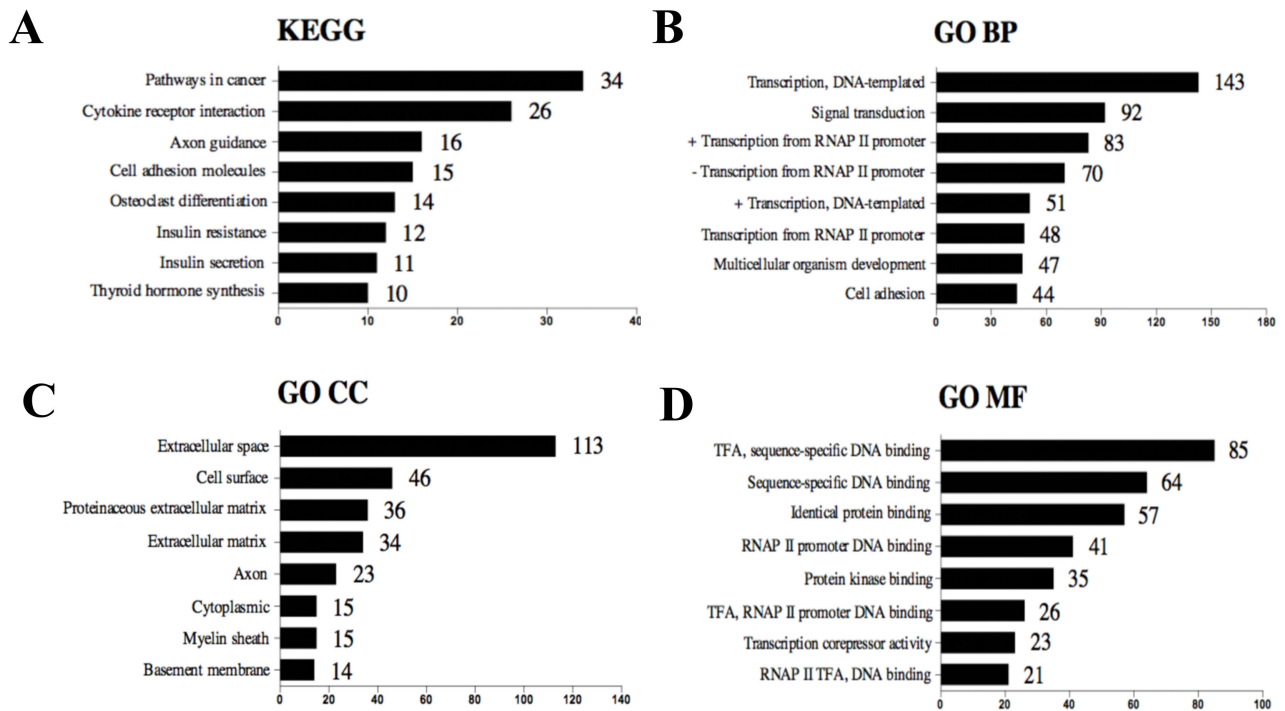 A
KEGG
Pathways in cancer 34
Cytokine receptor interaction 26
Axon guidance 16
Cell adhesion molecules 15
Osteoclast differentiation 14
Insulin resistance 12
Insulin secretion 11
Thyroid hormone synthesis 10
0 10 20 30 40
B
GO BP
Transcription, DNA-templated 143
Signal transduction 92
+ Transcription from RNAP II promoter 83
- Transcription from RNAP II promoter 70
+ Transcription, DNA-templated 51
Transcription from RNAP II promoter 48
Multicellular organism development 47
Cell adhesion 44
0 30 60 90 120 150 180
C
GO CC
Extracellular space 113
Cell surface 46
Proteinaceous extracellular matrix 36
Extracellular matrix 34
Axon 23
Cytoplasmic 15
Myelin sheath 15
Basement membrane 14
0 20 40 60 80 100 120 140
D
GO MF
TFA, sequence-specific DNA binding 85
Sequence-specific DNA binding 64
Identical protein binding 57
RNAP II promoter DNA binding 41
Protein kinase binding 35
TFA, RNAP II promoter DNA binding 26
Transcription corepressor activity 23
RNAP II TFA, DNA binding 21
0 20 40 60 80 100